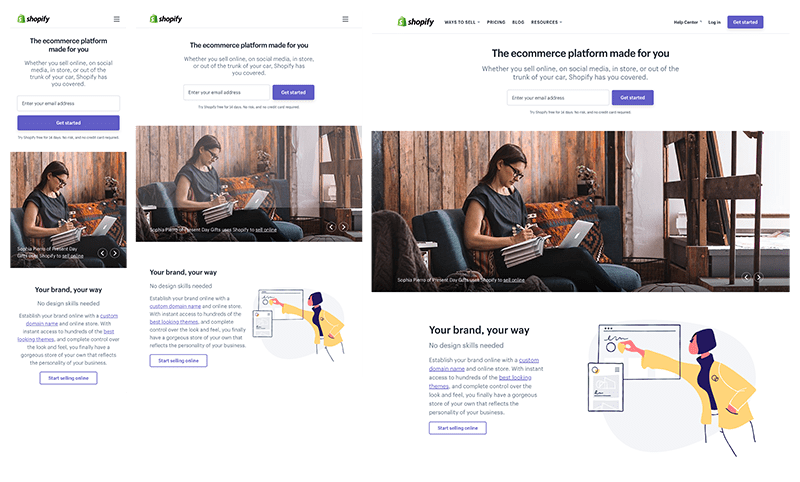 shopify
The ecommerce platform
made for you
Whether you sell online, on social
media, in store, or out of the
trunk of your car, Shopify has
you covered.
Enter your email address
Get started
Try Shopify free for 14 days. No risk, and no credit card required.
Sophia Pierro of Present Day
Gifts uses Shopify to sell online
Your brand, your way
No design skills needed
Establish your brand online with a custom
domain name and online store. With
instant access to hundreds of the best
looking themes, and complete control over
the look and feel, you finally have a
gorgeous store of your own that reflects
the personality of your business.
Start selling online
shopify
The ecommerce platform made for you
Whether you sell online, on social media, in store,
or out of the trunk of your car, Shopify has
you covered.
Enter your email address
Get started
Try Shopify free for 14 days. No risk, and no credit card required.
Sophia Pierro of Present Day Gifts uses Shopify to sell online
Your brand, your way
No design skills needed
Establish your brand online with a
custom domain name and online store.
With instant access to hundreds of the
best looking themes, and complete
control over the look and feel, you finally
have a gorgeous store of your own that
reflects the personality of your business.
Start selling online
shopify
WAYS TO SELL
PRICING
BLOG
RESOURCES
Help Center
Log in
Get started
The ecommerce platform made for you
Whether you sell online, on social media, in store, or out of the
trunk of your car, Shopify has you covered.
Enter your email address
Get started
Try Shopify free for 14 days. No risk, and no credit card required.
Sophia Pierro of Present Day Gifts uses Shopify to sell online
Your brand, your way
No design skills needed
Establish your brand online with a custom
domain name and online store. With instant
access to hundreds of the best looking
themes, and complete control over the
look and feel, you finally have a gorgeous
store of your own that reflects the
personality of your business.
Start selling online